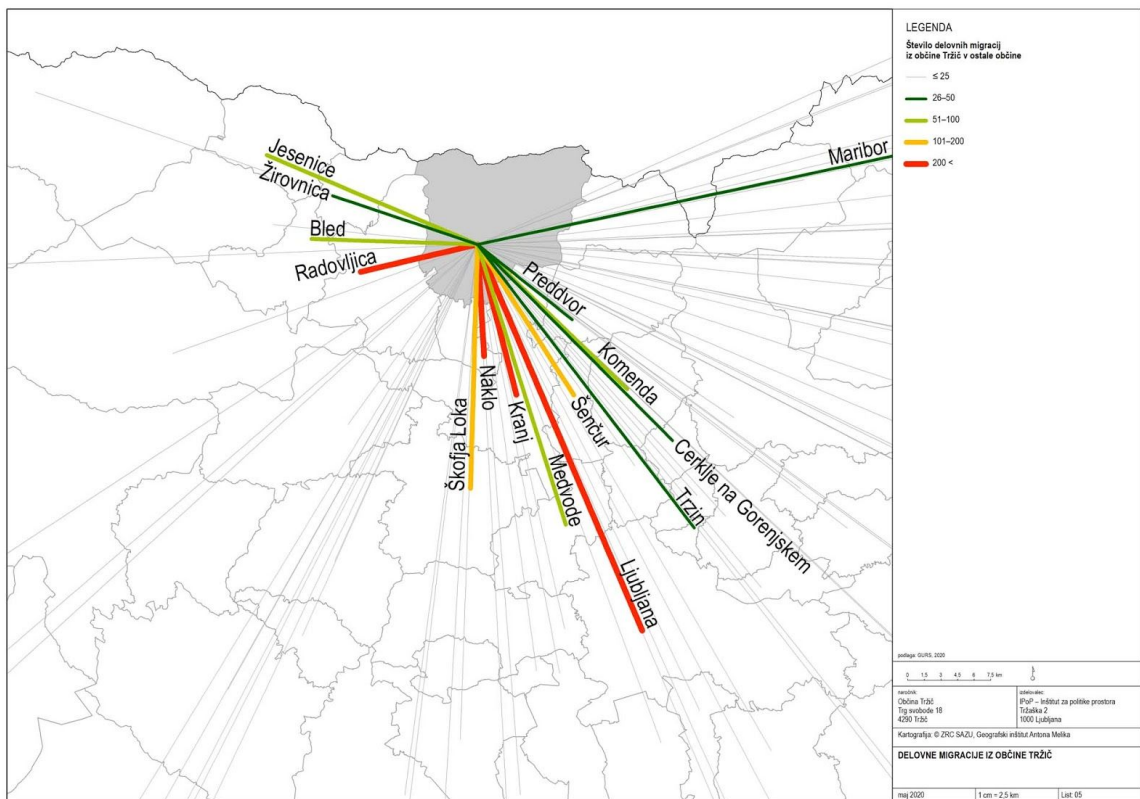 Jesenice
Žirovnica
Bled
Radovljica
Maribor
Preddvor
Komenda
Cerklje na Gorenjskem
Trzin
Šenčur
Ljubljana
Medvode
Kranj
Naklo
Škofja Loka
LEGENDA
Število delovnih migracij
iz občine Tržič v ostale občine
≤ 25
26–50
51–100
101–200
200 <
podlaga: GURS, 2020
0 1,5 3 4,5 6 7,5 km
naročnik:
Občina Tržič
Trg svobode 18
4290 Tržič
izdelovalec:
IPoP – Inštitut za politike prostora
Tržaška 2
1000 Ljubljana
Kartografija: © ZRC SAZU, Geografski inštitut Antona Melika
DELOVNE MIGRACIJE IZ OBČINE TRŽIČ
maj 2020
1 cm = 2,5 km
List: 05